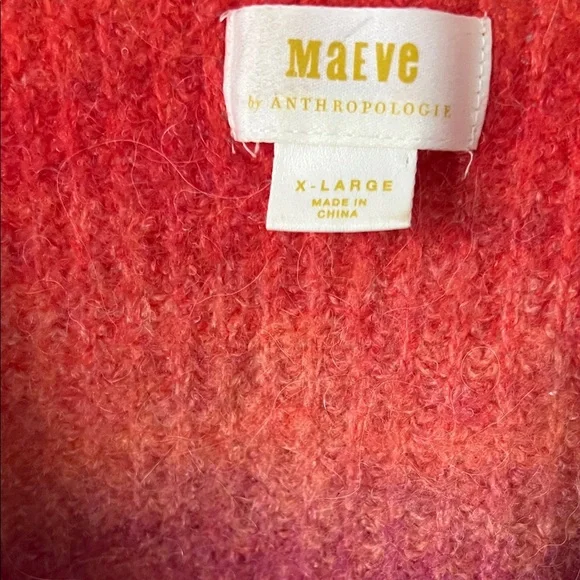 MaEVe
by ANTHROPOLOGIE
X-LARGE
MADE IN
CHINA